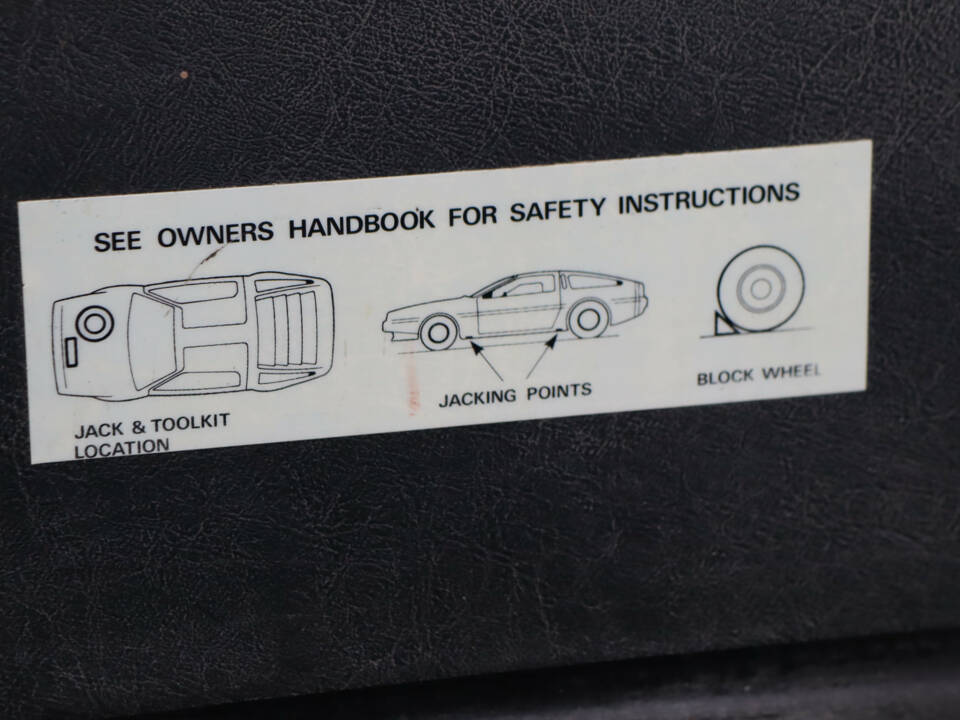 SEE OWNERS HANDBOOK FOR SAFETY INSTRUCTIONS
JACK & TOOLKIT
LOCATION
JACKING POINTS
BLOCK WHEEL